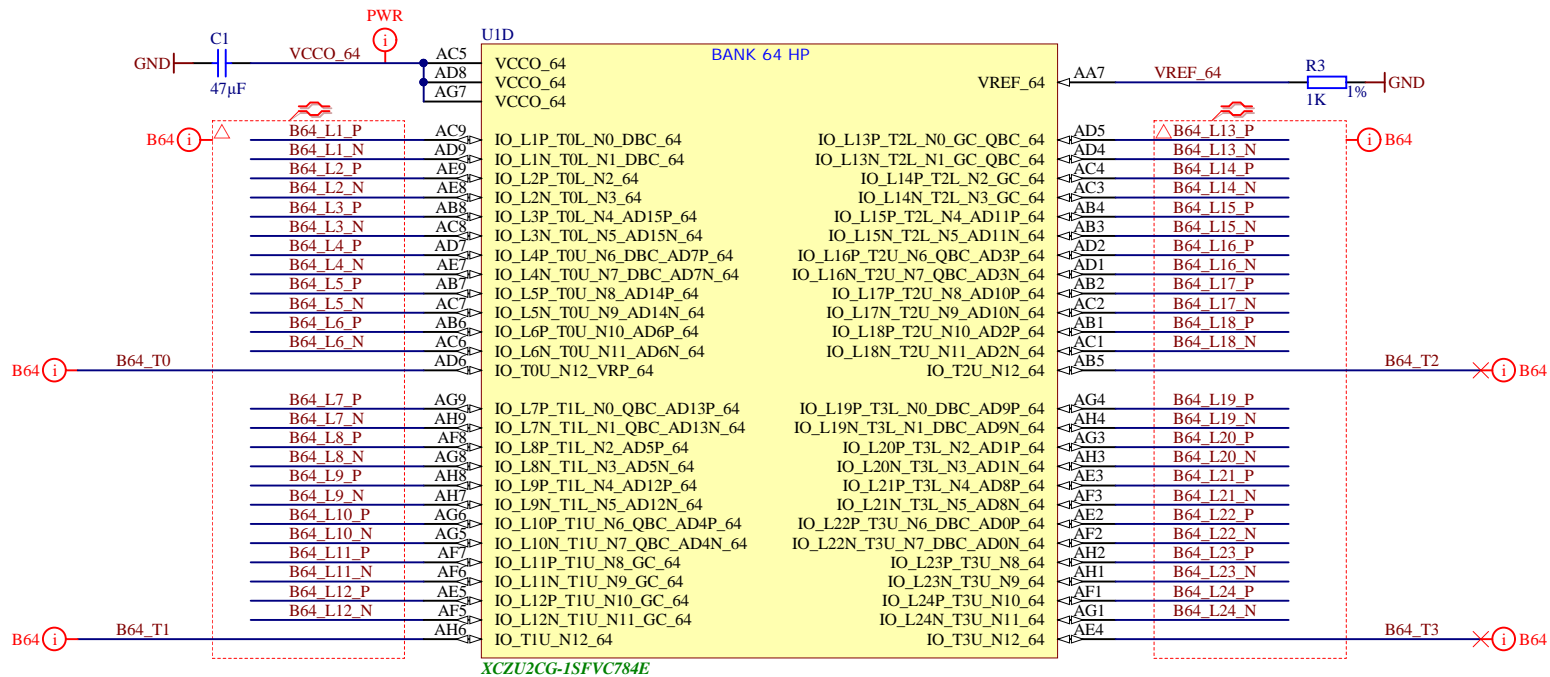 PWR
U1D
C1
GND
VCCO_64
47µF
BANK 64 HP
AC5 VCCO_64
AD8 VCCO_64
AG7 VCCO_64
VREF_64 AA7 VREF_64
R3
1K
1%
GND
B64
B64
B64_L1_P AC9 IO_L1P_T0L_N0_DBC_64 IO_L13P_T2L_N0_GC_QBC_64 AD5 B64_L13_P
B64_L1_N AD9 IO_L1N_T0L_N1_DBC_64 IO_L13N_T2L_N1_GC_QBC_64 AD4 B64_L13_N
B64_L2_P AE9 IO_L2P_T0L_N2_64 IO_L14P_T2L_N2_GC_64 AC4 B64_L14_P
B64_L2_N AE8 IO_L2N_T0L_N3_64 IO_L14N_T2L_N3_GC_64 AC3 B64_L14_N
B64_L3_P AB8 IO_L3P_T0L_N4_AD15P_64 IO_L15P_T2L_N4_AD11P_64 AB4 B64_L15_P
B64_L3_N AC8 IO_L3N_T0L_N5_AD15N_64 IO_L15N_T2L_N5_AD11N_64 AB3 B64_L15_N
B64_L4_P AD7 IO_L4P_T0U_N6_DBC_AD7P_64 IO_L16P_T2U_N6_QBC_AD3P_64 AD2 B64_L16_P
B64_L4_N AE7 IO_L4N_T0U_N7_DBC_AD7N_64 IO_L16N_T2U_N7_QBC_AD3N_64 AD1 B64_L16_N
B64_L5_P AB7 IO_L5P_T0U_N8_AD14P_64 IO_L17P_T2U_N8_AD10P_64 AB2 B64_L17_P
B64_L5_N AC7 IO_L5N_T0U_N9_AD14N_64 IO_L17N_T2U_N9_AD10N_64 AC2 B64_L17_N
B64_L6_P AB6 IO_L6P_T0U_N10_AD6P_64 IO_L18P_T2U_N10_AD2P_64 AB1 B64_L18_P
B64_L6_N AC6 IO_L6N_T0U_N11_AD6N_64 IO_L18N_T2U_N11_AD2N_64 AC1 B64_L18_N
B64 B64_T0 AD6 IO_T0U_N12_VRP_64 IO_T2U_N12_64 AB5 B64_T2 B64
B64_L7_P AG9 IO_L7P_T1L_N0_QBC_AD13P_64 IO_L19P_T3L_N0_DBC_AD9P_64 AG4 B64_L19_P
B64_L7_N AH9 IO_L7N_T1L_N1_QBC_AD13N_64 IO_L19N_T3L_N1_DBC_AD9N_64 AH4 B64_L19_N
B64_L8_P AF8 IO_L8P_T1L_N2_AD5P_64 IO_L20P_T3L_N2_AD1P_64 AG3 B64_L20_P
B64_L8_N AG8 IO_L8N_T1L_N3_AD5N_64 IO_L20N_T3L_N3_AD1N_64 AH3 B64_L20_N
B64_L9_P AH8 IO_L9P_T1L_N4_AD12P_64 IO_L21P_T3L_N4_AD8P_64 AE3 B64_L21_P
B64_L9_N AH7 IO_L9N_T1L_N5_AD12N_64 IO_L21N_T3L_N5_AD8N_64 AF3 B64_L21_N
B64_L10_P AG6 IO_L10P_T1U_N6_QBC_AD4P_64 IO_L22P_T3U_N6_DBC_AD0P_64 AE2 B64_L22_P
B64_L10_N AG5 IO_L10N_T1U_N7_QBC_AD4N_64 IO_L22N_T3U_N7_DBC_AD0N_64 AF2 B64_L22_N
B64_L11_P AF7 IO_L11P_T1U_N8_GC_64 IO_L23P_T3U_N8_64 AH2 B64_L23_P
B64_L11_N AF6 IO_L11N_T1U_N9_GC_64 IO_L23N_T3U_N9_64 AH1 B64_L23_N
B64_L12_P AE5 IO_L12P_T1U_N10_GC_64 IO_L24P_T3U_N10_64 AF1 B64_L24_P
B64_L12_N AF5 IO_L12N_T1U_N11_GC_64 IO_L24N_T3U_N11_64 AG1 B64_L24_N
B64 B64_T1 AH6 IO_T1U_N12_64 IO_T3U_N12_64 AE4 B64_T3 B64
XCZU2CG-1SFVC784E